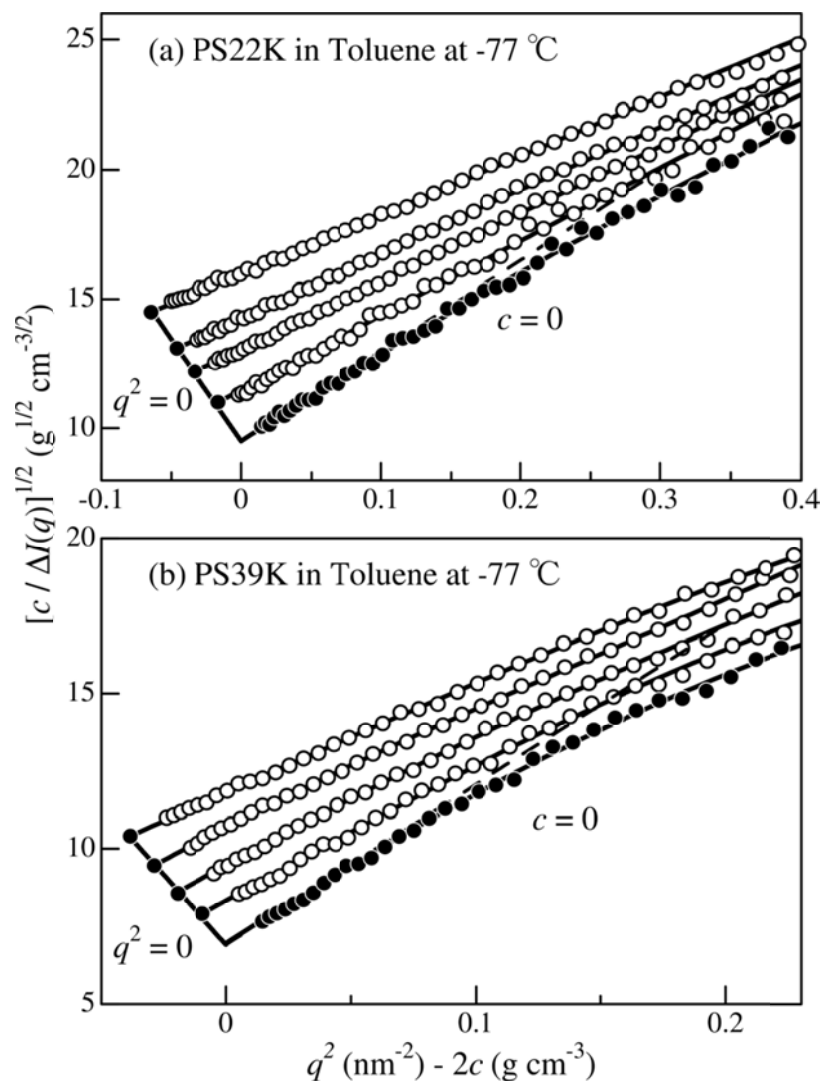 [c / ΔI(q)]^{1/2} (g^{1/2} cm^{-3/2})
(a) PS22K in Toluene at -77 ℃
25
20
15
10
q² = 0
c = 0
-0.1 0 0.1 0.2 0.3 0.4
(b) PS39K in Toluene at -77 ℃
20
15
10
5
q² = 0
c = 0
0 0.1 0.2
q² (nm⁻²) - 2c (g cm⁻³)